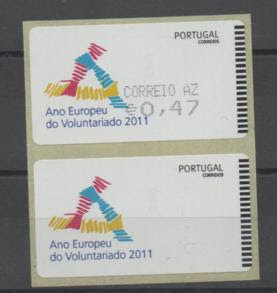 PORTUGAL
CORREIOS
CORREIO AZ
€0,47
Ano Europeu
do Voluntariado 2011
PORTUGAL
CORREIOS
Ano Europeu
do Voluntariado 2011